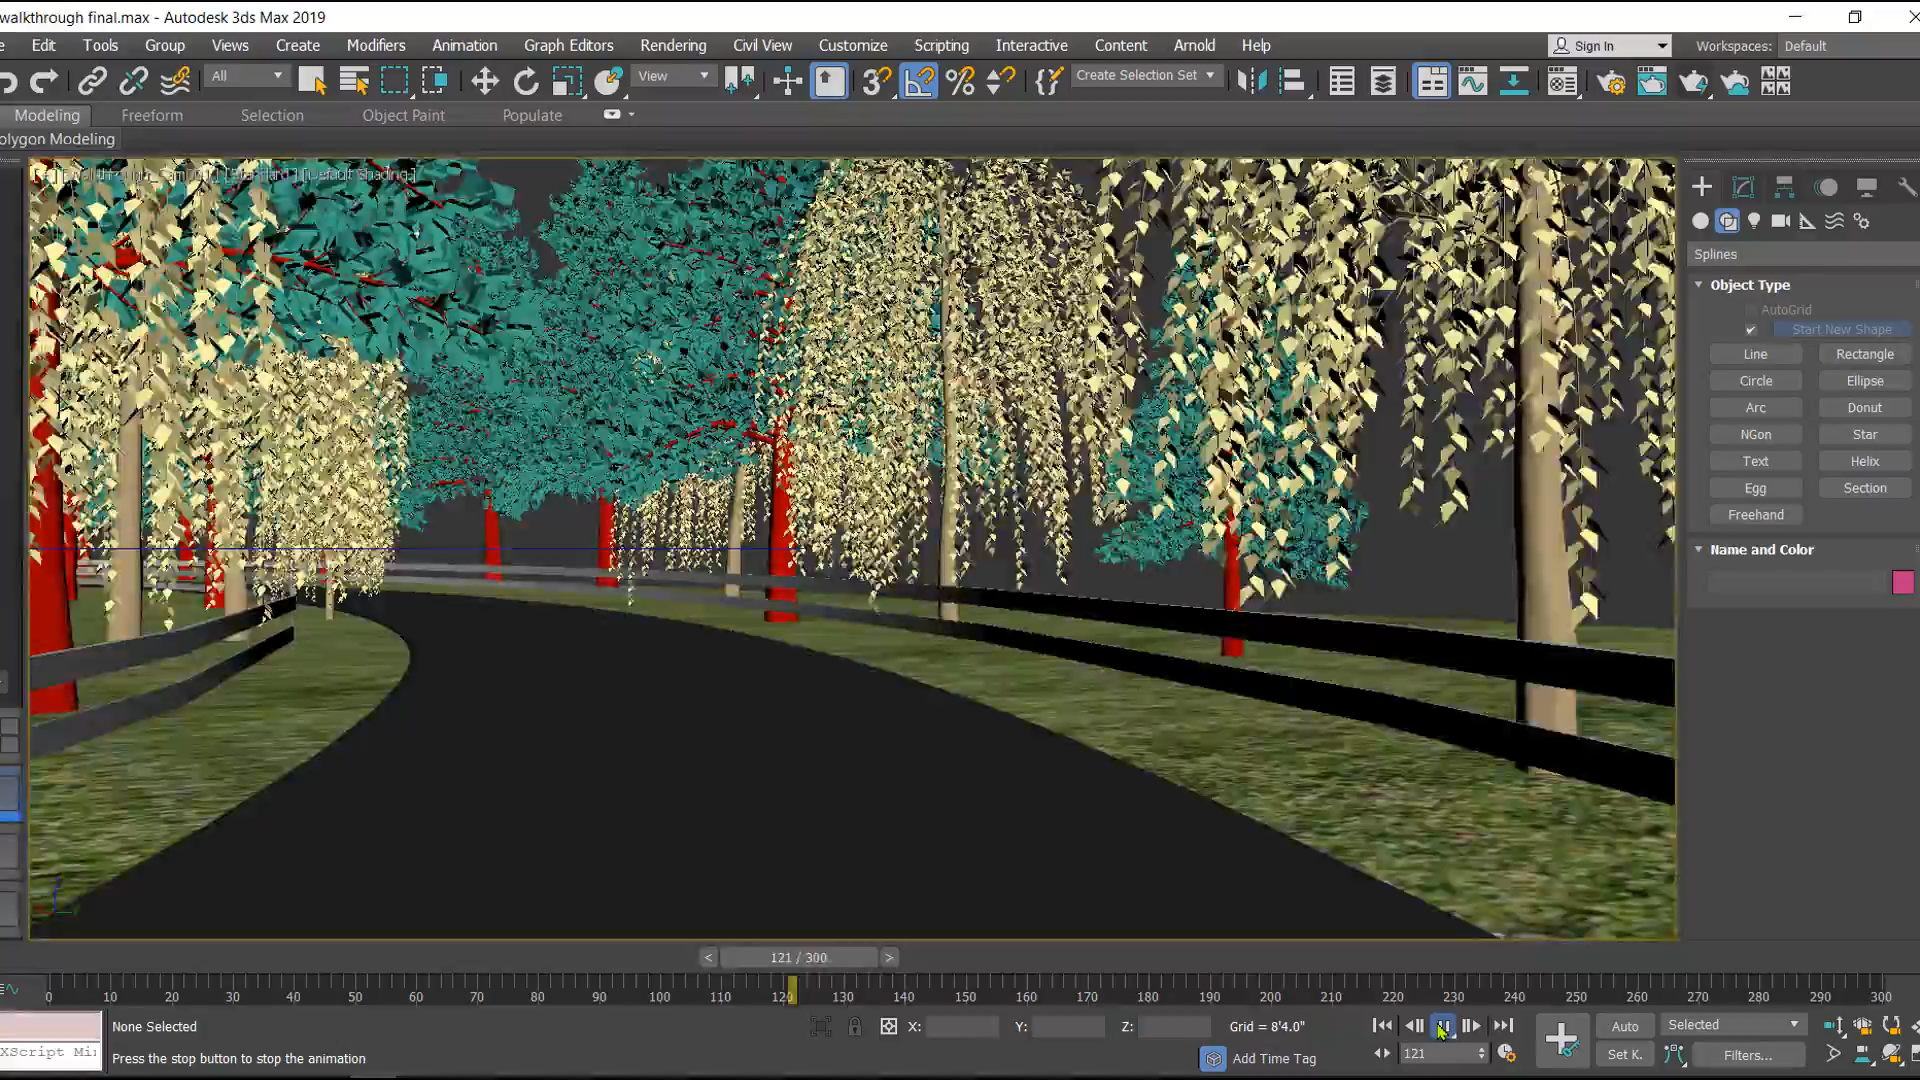 walkthrough final.max - Autodesk 3ds Max 2019
Edit Tools Group Views Create Modifiers Animation Graph Editors Rendering Civil View Customize Scripting Interactive Content Arnold Help Sign In Workspaces: Default
All View Create Selection Set
Modeling Freeform Selection Object Paint Populate
olygon Modeling
[Default Shading]
Splines
Object Type
AutoGrid
Start New Shape
Line Rectangle
Circle Ellipse
Arc Donut
NGon Star
Text Helix
Egg Section
Freehand
Name and Color
< 121 / 300 >
0 10 20 30 40 50 60 70 80 90 100 110 120 130 140 150 160 170 180 190 200 210 220 230 240 250 260 270 280 290 300
None Selected X: Y: Z: Grid = 8'4.0" Auto Selected
XScript Mi
Press the stop button to stop the animation Add Time Tag 121 Set K. Filters...